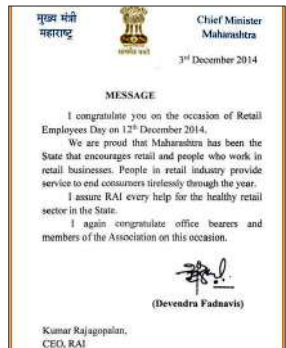 मुख्य मंत्री
महाराष्ट्र
सत्यमेव जयते
Chief Minister
Maharashtra
3rd December 2014
MESSAGE
I congratulate you on the occasion of Retail
Employees Day on 12th December 2014.
We are proud that Maharashtra has been the
State that encourages retail and people who work in
retail businesses. People in retail industry provide
service to end consumers tirelessly through the year.
I assure RAI every help for the healthy retail
sector in the State.
I again congratulate office bearers and
members of the Association on this occasion.
(Devendra Fadnavis)
Kumar Rajagopalan,
CEO, RAI